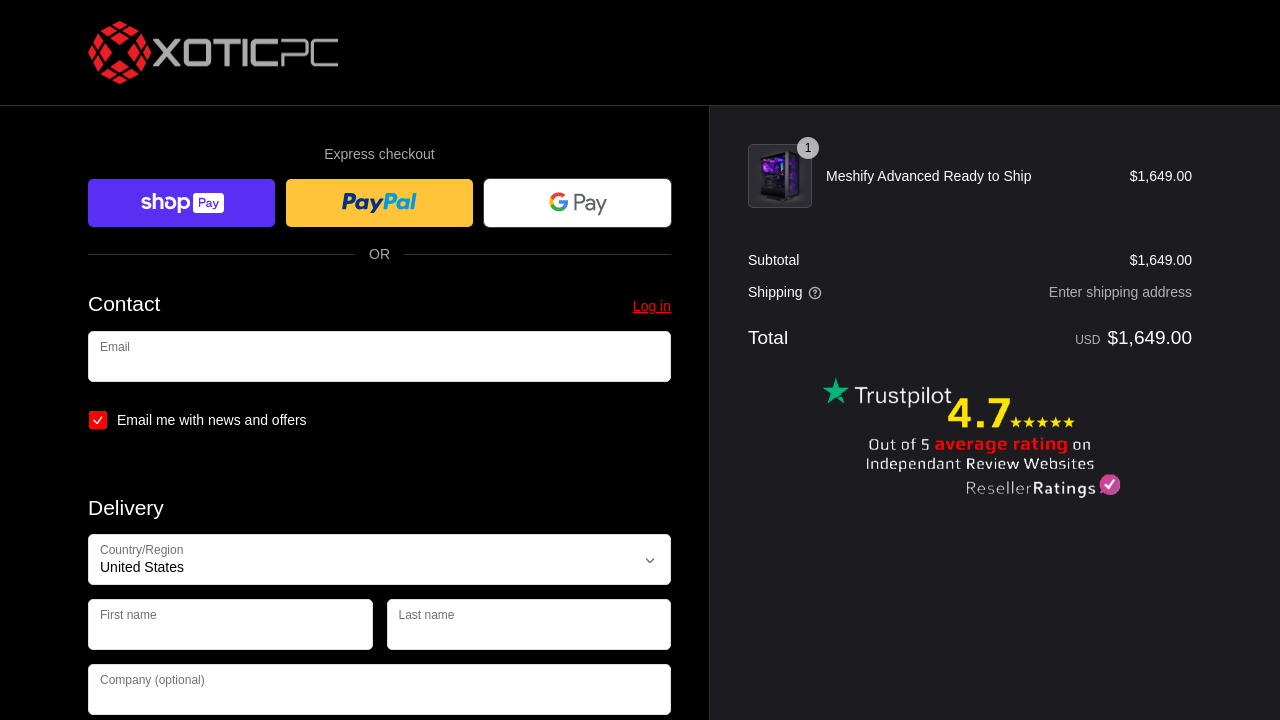 XOTICPC
Express checkout
shop Pay
PayPal
G Pay
OR
Contact
Log in
Email
Email me with news and offers
Delivery
Country/Region
United States
First name
Last name
Company (optional)
1
Meshify Advanced Ready to Ship
$1,649.00
Subtotal
$1,649.00
Shipping
Enter shipping address
Total
USD $1,649.00
Trustpilot
4.7
Out of 5 average rating on
Independant Review Websites
ResellerRatings